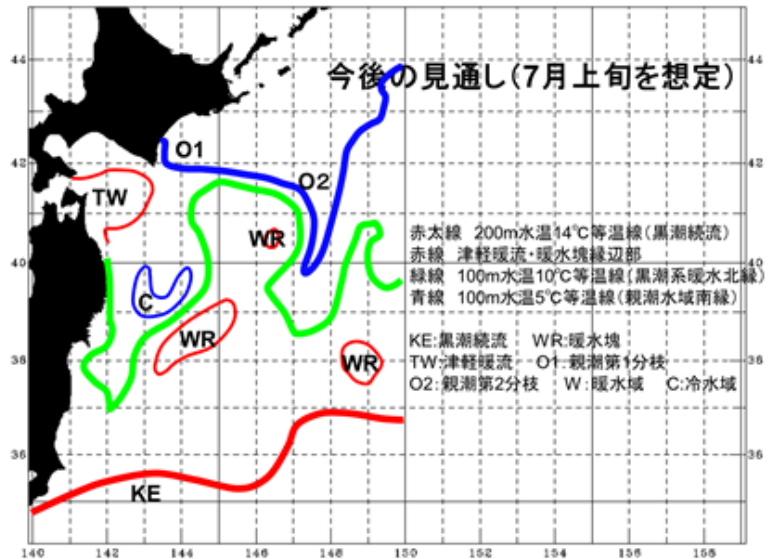 44
44
今後の見通し(7月上旬を想定)
O1
42
42
O2
TW
WR
赤太線 200m水温14℃等温線(黒潮続流)
赤線 津軽暖流・暖水塊縁辺部
40
40
緑線 100m水温10℃等温線(黒潮系暖水北縁)
青線 100m水温5℃等温線(親潮水域南縁)
C
WR
KE:黒潮続流 WR:暖水塊
38
WR
38
TW:津軽暖流 O1:親潮第1分枝
O2:親潮第2分枝 W:暖水域 C:冷水域
36
36
KE
140 142 144 146 148 150 152 154 156 158